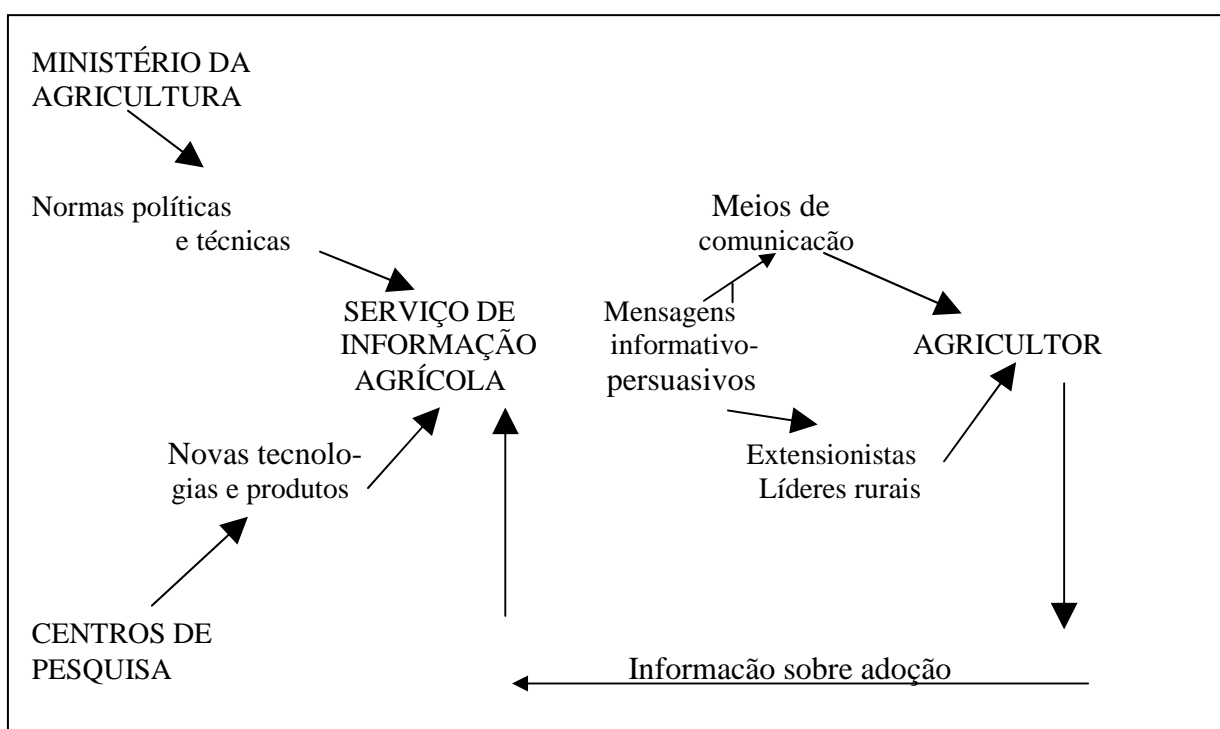 MINISTÉRIO DA
AGRICULTURA
Normas políticas
e técnicas
SERVIÇO DE
INFORMAÇÃO
AGRÍCOLA
Novas tecnolo-
gias e produtos
CENTROS DE
PESQUISA
Meios de
comunicacão
Mensagens
informativo-
persuasivos
Extensionistas
Líderes rurais
AGRICULTOR
Informacão sobre adoção